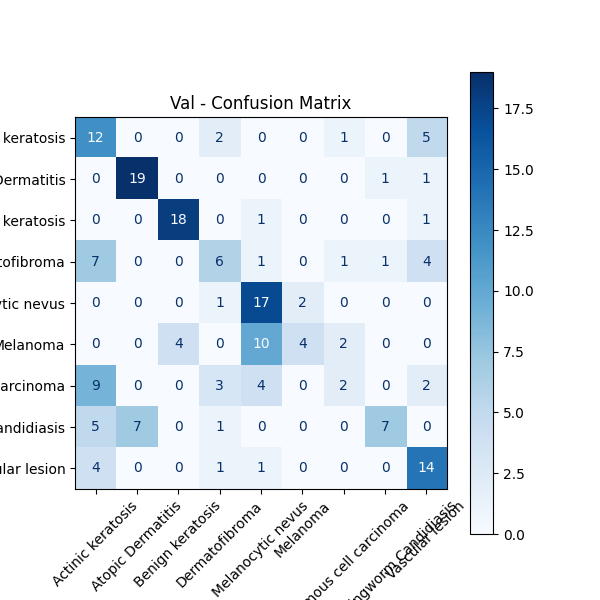 Val - Confusion Matrix
keratosis 12 0 0 2 0 0 1 0 5
Dermatitis 0 19 0 0 0 0 0 1 1
keratosis 0 0 18 0 1 0 0 0 1
tofibroma 7 0 0 6 1 0 1 1 4
tic nevus 0 0 0 1 17 2 0 0 0
Melanoma 0 0 4 0 10 4 2 0 0
arcinoma 9 0 0 3 4 0 2 0 2
andidiasis 5 7 0 1 0 0 0 7 0
lar lesion 4 0 0 1 1 0 0 0 14
Actinic keratosis
Atopic Dermatitis
Benign keratosis
Dermatofibroma
Melanocytic nevus
Melanoma
mous cell carcinoma
ngworm Candidiasis
Vascular lesion
17.5
15.0
12.5
10.0
7.5
5.0
2.5
0.0